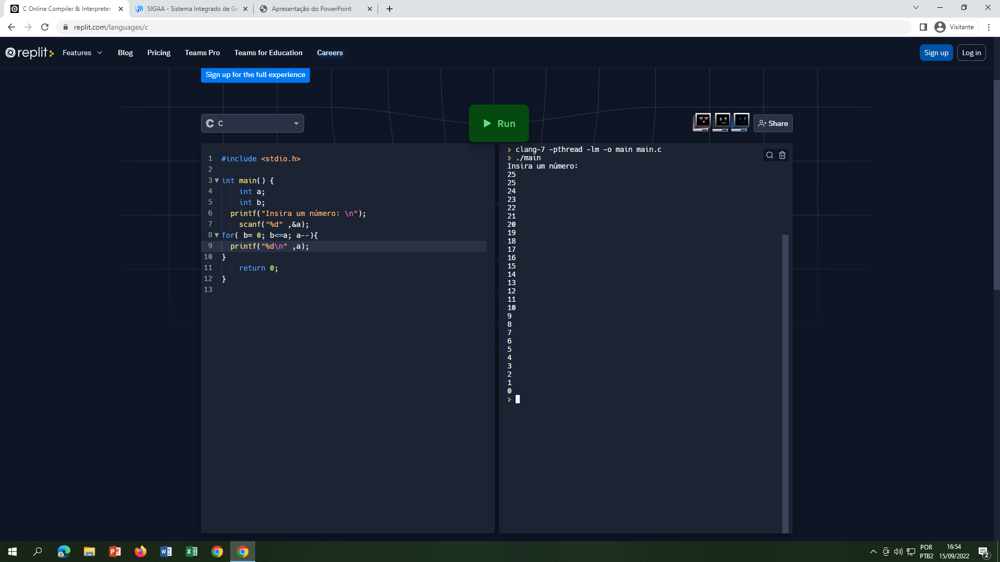 C Online Compiler & Interpreter
SIGAA - Sistema Integrado de Ge
Apresentação do PowerPoint
replit.com/languages/c
Visitante
replit
Features
Blog
Pricing
Teams Pro
Teams for Education
Careers
Sign up
Log in
Sign up for the full experience
C
Run
Share
1 #include <stdio.h>
2
3 int main() {
4 int a;
5 int b;
6 printf("Insira um número: \n");
7 scanf("%d" ,&a);
8 for( b= 0; b<=a; a--){
9 printf("%d\n" ,a);
10 }
11 return 0;
12 }
13
clang-7 -pthread -lm -o main main.c
./main
Insira um número:
25
25
24
23
22
21
20
19
18
17
16
15
14
13
12
11
10
9
8
7
6
5
4
3
2
1
0
POR
PTB2
16:54
15/09/2022
2